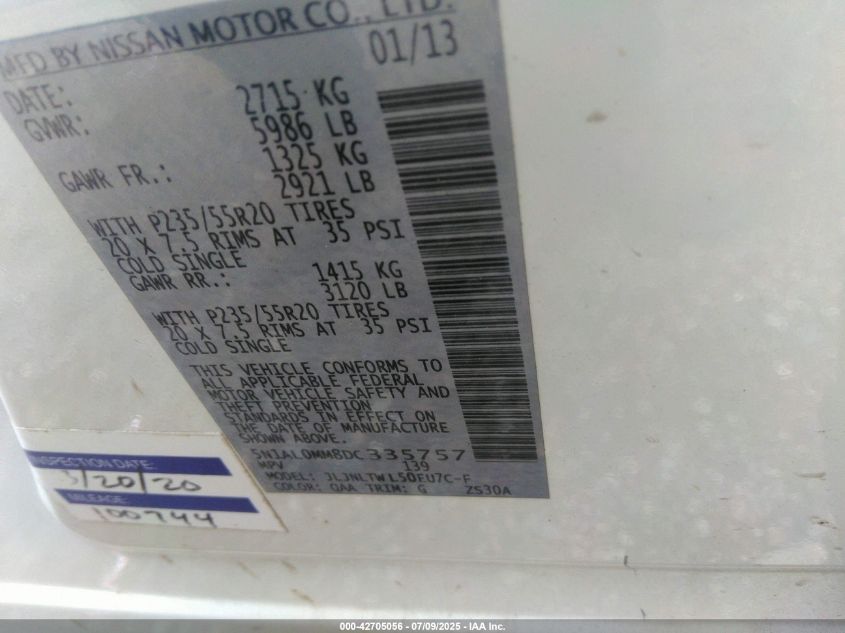 MFD BY NISSAN MOTOR CO., LTD.
DATE: 01/13
GVWR: 2715 KG
5986 LB
GAWR FR.: 1325 KG
2921 LB
WITH P235/55R20 TIRES
20 X 7.5 RIMS AT 35 PSI
COLD SINGLE
GAWR RR.: 1415 KG
3120 LB
WITH P235/55R20 TIRES
20 X 7.5 RIMS AT 35 PSI
COLD SINGLE
THIS VEHICLE CONFORMS TO
ALL APPLICABLE FEDERAL
MOTOR VEHICLE SAFETY AND
THEFT PREVENTION
STANDARDS IN EFFECT ON
THE DATE OF MANUFACTURE
SHOWN ABOVE.
5N1AL0MM8DC335757
MPV 139
MODEL: JLJNLTWL50EU7C-F
COLOR: QAA TRIM: G ZS30A
INSPECTION DATE:
3/20/20
MILEAGE:
100744
000-42705056 - 07/09/2025 - IAA Inc.